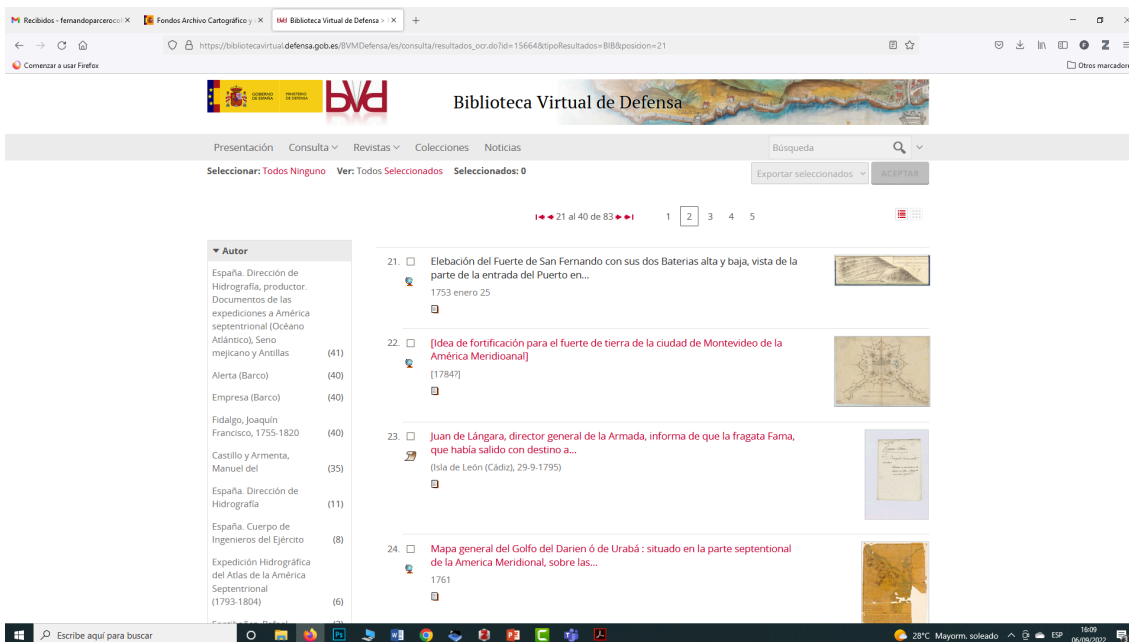 Recibidos - fernandoparcerocol
Fondos Archivo Cartográfico y
Biblioteca Virtual de Defensa >
https://bibliotecavirtual.defensa.gob.es/BVMDefensa/es/consulta/resultados_ocr.do?id=15664&tipoResultados=BIB&posicion=21
Comenzar a usar Firefox
Otros marcadore
GOBIERNO DE ESPAÑA
MINISTERIO DE DEFENSA
bvd
Biblioteca Virtual de Defensa
Presentación Consulta Revistas Colecciones Noticias
Búsqueda
Seleccionar: Todos Ninguno Ver: Todos Seleccionados Seleccionados: 0
Exportar seleccionados
ACEPTAR
21 al 40 de 83
1 2 3 4 5
Autor
España. Dirección de
Hidrografía, productor.
Documentos de las
expediciones a América
septentrional (Océano
Atlántico), Seno
mejicano y Antillas (41)
Alerta (Barco) (40)
Empresa (Barco) (40)
Fidalgo, Joaquín
Francisco, 1755-1820 (40)
Castillo y Armenta,
Manuel del (35)
España. Dirección de
Hidrografía (11)
España. Cuerpo de
Ingenieros del Ejército (8)
Expedición Hidrográfica
del Atlas de la América
Septentrional
(1793-1804) (6)
21. Elebación del Fuerte de San Fernando con sus dos Baterias alta y baja, vista de la
parte de la entrada del Puerto en...
1753 enero 25
22. [Idea de fortificación para el fuerte de tierra de la ciudad de Montevideo de la
América Meridioanal]
[1784?]
23. Juan de Lángara, director general de la Armada, informa de que la fragata Fama,
que había salido con destino a...
(Isla de León (Cádiz), 29-9-1795)
24. Mapa general del Golfo del Darien ó de Urabá : situado en la parte septentional
de la America Meridional, sobre las...
1761
Escribe aquí para buscar
28°C Mayorm. soleado
ESP
16:09
06/09/2022